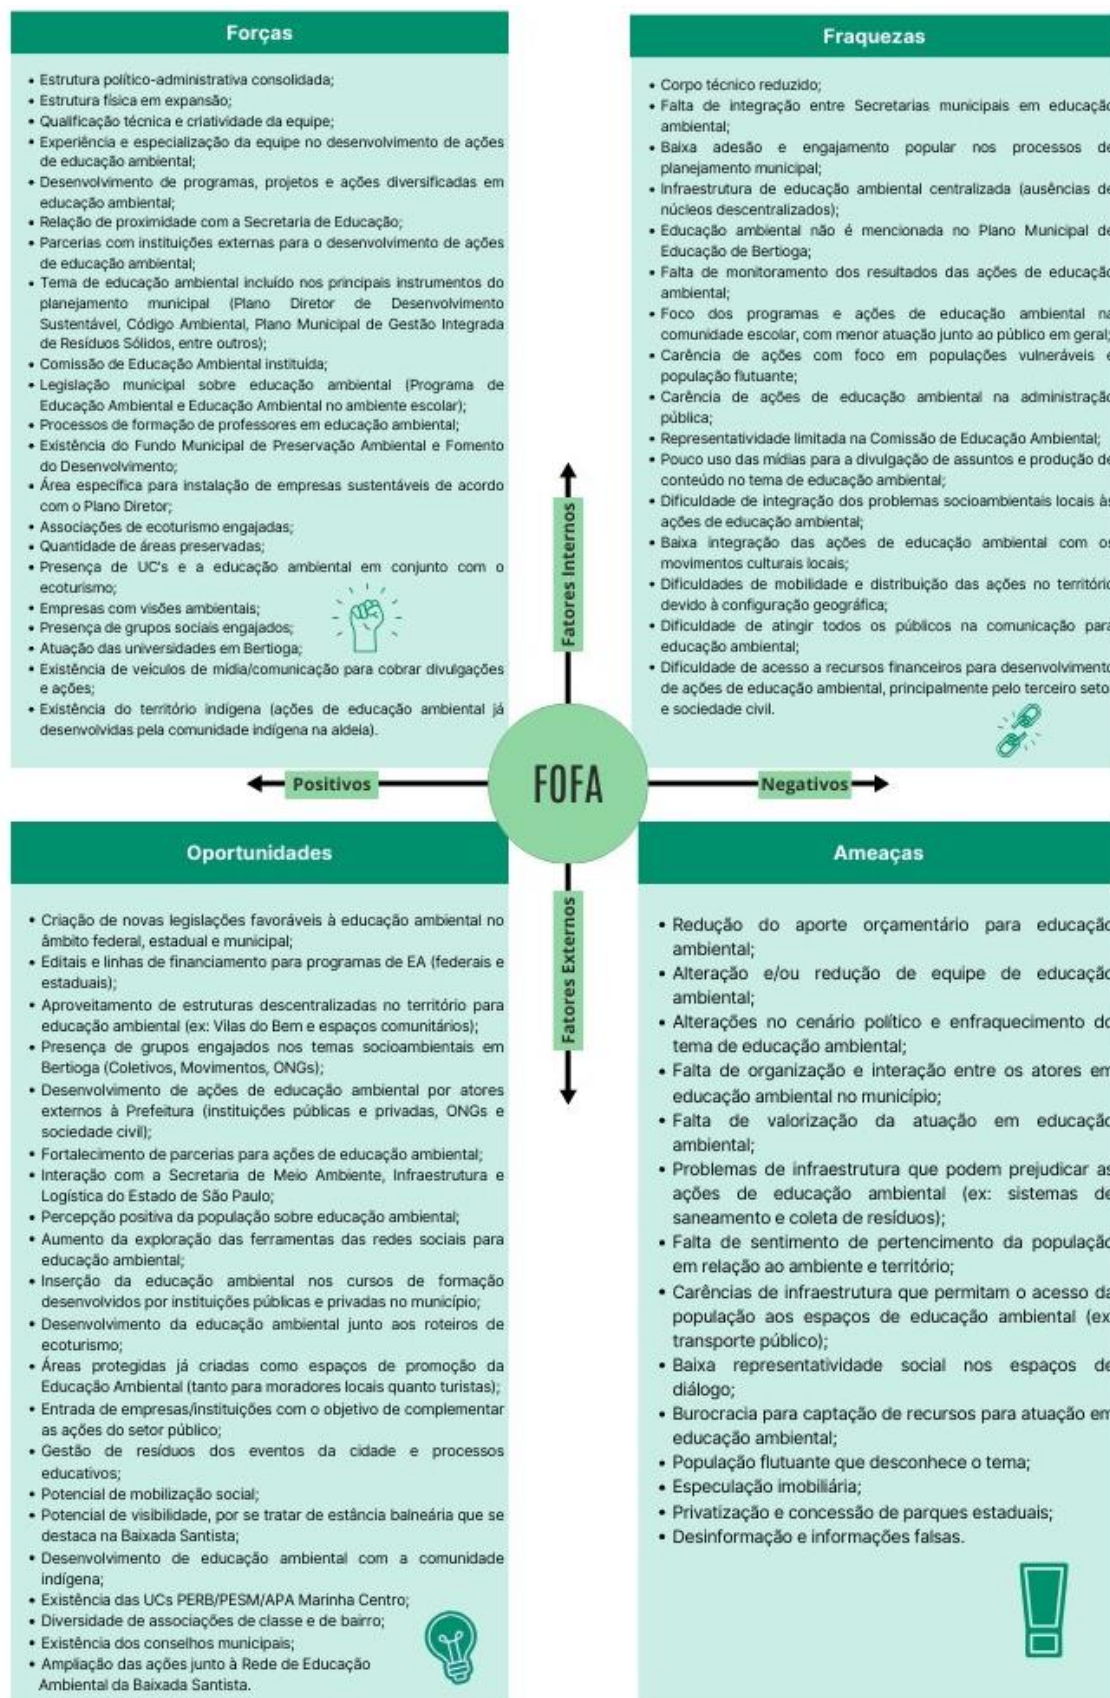 Forças
• Estrutura político-administrativa consolidada;
• Estrutura física em expansão;
• Qualificação técnica e criatividade da equipe;
• Experiência e especialização da equipe no desenvolvimento de ações
de educação ambiental;
• Desenvolvimento de programas, projetos e ações diversificadas em
educação ambiental;
• Relação de proximidade com a Secretaria de Educação;
• Parcerias com instituições externas para o desenvolvimento de ações
de educação ambiental;
• Tema de educação ambiental incluído nos principais instrumentos do
planejamento municipal (Plano Diretor de Desenvolvimento
Sustentável, Código Ambiental, Plano Municipal de Gestão Integrada
de Resíduos Sólidos, entre outros);
• Comissão de Educação Ambiental instituída;
• Legislação municipal sobre educação ambiental (Programa de
Educação Ambiental e Educação Ambiental no ambiente escolar);
• Processos de formação de professores em educação ambiental;
• Existência do Fundo Municipal de Preservação Ambiental e Fomento
do Desenvolvimento;
• Área específica para instalação de empresas sustentáveis de acordo
com o Plano Diretor;
• Associações de ecoturismo engajadas;
• Quantidade de áreas preservadas;
• Presença de UC's e a educação ambiental em conjunto com o
ecoturismo;
• Empresas com visões ambientais;
• Presença de grupos sociais engajados;
• Atuação das universidades em Bertioga;
• Existência de veículos de mídia/comunicação para cobrar divulgações
e ações;
• Existência do território indígena (ações de educação ambiental já
desenvolvidas pela comunidade indígena na aldeia).
Fraquezas
• Corpo técnico reduzido;
• Falta de integração entre Secretarias municipais em educação
ambiental;
• Baixa adesão e engajamento popular nos processos de
planejamento municipal;
• Infraestrutura de educação ambiental centralizada (ausências de
núcleos descentralizados);
• Educação ambiental não é mencionada no Plano Municipal de
Educação de Bertioga;
• Falta de monitoramento dos resultados das ações de educação
ambiental;
• Foco dos programas e ações de educação ambiental na
comunidade escolar, com menor atuação junto ao público em geral;
• Carência de ações com foco em populações vulneráveis e
população flutuante;
• Carência de ações de educação ambiental na administração
pública;
• Representatividade limitada na Comissão de Educação Ambiental;
• Pouco uso das mídias para a divulgação de assuntos e produção de
conteúdo no tema de educação ambiental;
• Dificuldade de integração dos problemas socioambientais locais às
ações de educação ambiental;
• Baixa integração das ações de educação ambiental com os
movimentos culturais locais;
• Dificuldades de mobilidade e distribuição das ações no território
devido à configuração geográfica;
• Dificuldade de atingir todos os públicos na comunicação para
educação ambiental;
• Dificuldade de acesso a recursos financeiros para desenvolvimento
de ações de educação ambiental, principalmente pelo terceiro seto
e sociedade civil.
Fatores Internos
Positivos
FOFA
Negativos
Fatores Externos
Oportunidades
• Criação de novas legislações favoráveis à educação ambiental no
âmbito federal, estadual e municipal;
• Editais e linhas de financiamento para programas de EA (federais e
estaduais);
• Aproveitamento de estruturas descentralizadas no território para
educação ambiental (ex: Vilas do Bem e espaços comunitários);
• Presença de grupos engajados nos temas socioambientais em
Bertioga (Coletivos, Movimentos, ONGs);
• Desenvolvimento de ações de educação ambiental por atores
externos à Prefeitura (instituições públicas e privadas, ONGs e
sociedade civil);
• Fortalecimento de parcerias para ações de educação ambiental;
• Interação com a Secretaria de Meio Ambiente, Infraestrutura e
Logística do Estado de São Paulo;
• Percepção positiva da população sobre educação ambiental;
• Aumento da exploração das ferramentas das redes sociais para
educação ambiental;
• Inserção da educação ambiental nos cursos de formação
desenvolvidos por instituições públicas e privadas no município;
• Desenvolvimento da educação ambiental junto aos roteiros de
ecoturismo;
• Áreas protegidas já criadas como espaços de promoção da
Educação Ambiental (tanto para moradores locais quanto turistas);
• Entrada de empresas/instituições com o objetivo de complementar
as ações do setor público;
• Gestão de resíduos dos eventos da cidade e processos
educativos;
• Potencial de mobilização social;
• Potencial de visibilidade, por se tratar de estância balneária que se
destaca na Baixada Santista;
• Desenvolvimento de educação ambiental com a comunidade
indígena;
• Existência das UCs PERB/PESM/APA Marinha Centro;
• Diversidade de associações de classe e de bairro;
• Existência dos conselhos municipais;
• Ampliação das ações junto à Rede de Educação
Ambiental da Baixada Santista.
Ameaças
• Redução do aporte orçamentário para educação
ambiental;
• Alteração e/ou redução de equipe de educação
ambiental;
• Alterações no cenário político e enfraquecimento do
tema de educação ambiental;
• Falta de organização e interação entre os atores em
educação ambiental no município;
• Falta de valorização da atuação em educação
ambiental;
• Problemas de infraestrutura que podem prejudicar as
ações de educação ambiental (ex: sistemas de
saneamento e coleta de resíduos);
• Falta de sentimento de pertencimento da população
em relação ao ambiente e território;
• Carências de infraestrutura que permitam o acesso da
população aos espaços de educação ambiental (ex
transporte público);
• Baixa representatividade social nos espaços de
diálogo;
• Burocracia para captação de recursos para atuação em
educação ambiental;
• População flutuante que desconhece o tema;
• Especulação imobiliária;
• Privatização e concessão de parques estaduais;
• Desinformação e informações falsas.